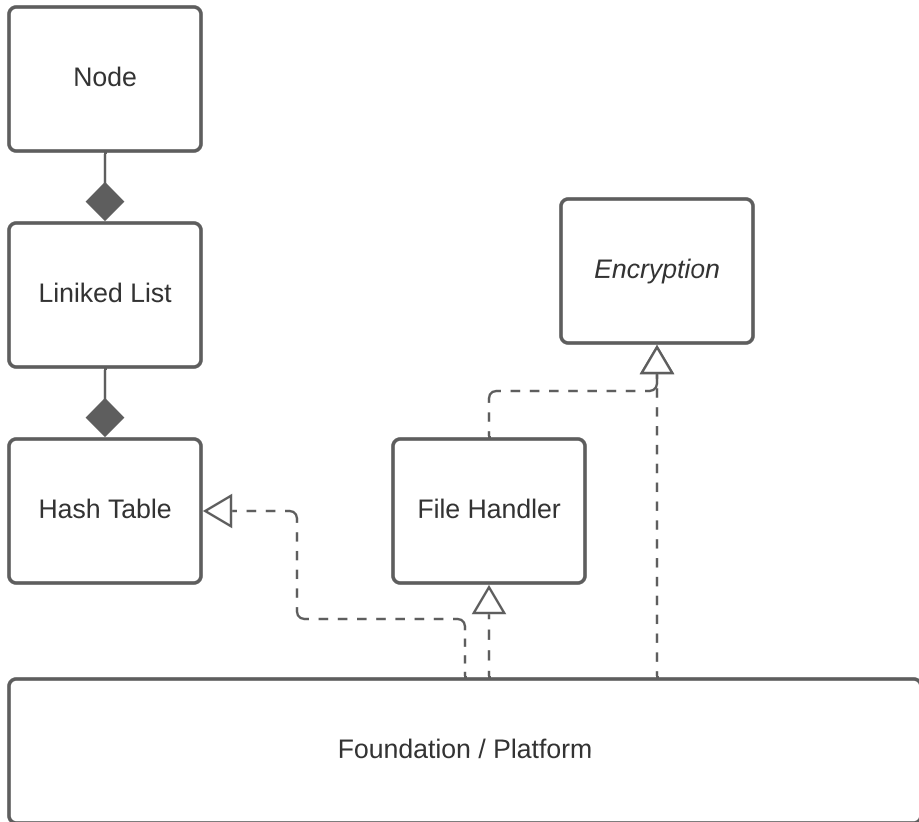 Node
Encryption
Liniked List
Hash Table
File Handler
Foundation / Platform